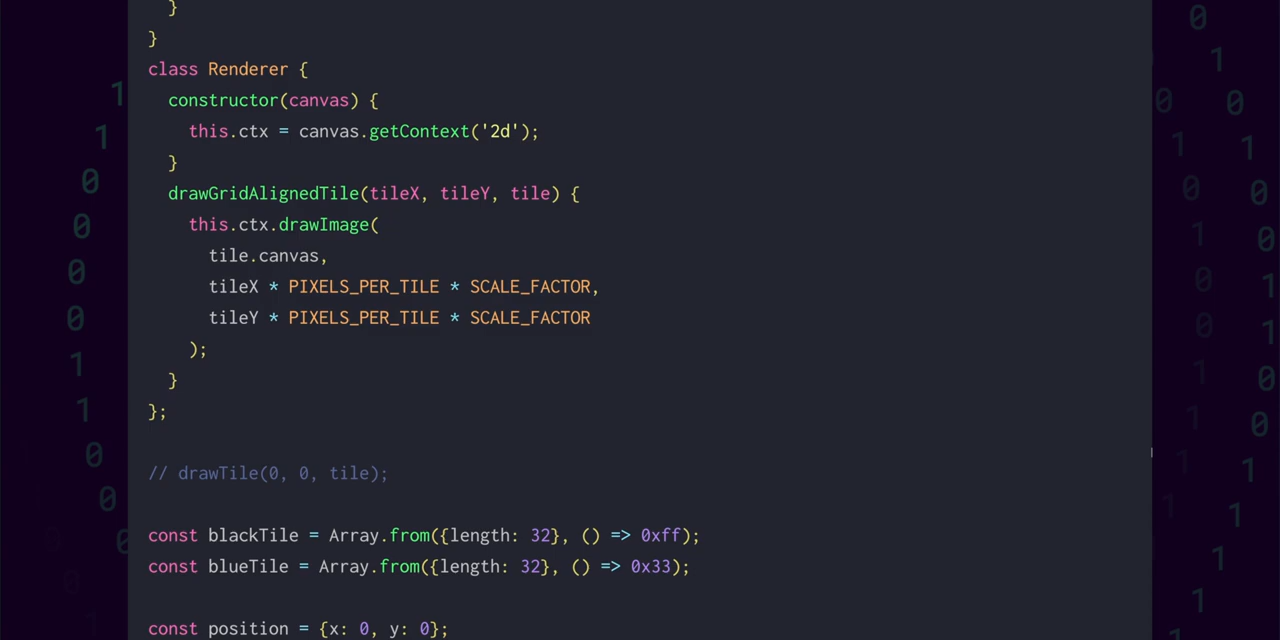 }
}
class Renderer {
constructor(canvas) {
this.ctx = canvas.getContext('2d');
}
drawGridAlignedTile(tileX, tileY, tile) {
this.ctx.drawImage(
tile.canvas,
tileX * PIXELS_PER_TILE * SCALE_FACTOR,
tileY * PIXELS_PER_TILE * SCALE_FACTOR
);
}
};
// drawTile(0, 0, tile);
const blackTile = Array.from({length: 32}, () => 0xff);
const blueTile = Array.from({length: 32}, () => 0x33);
const position = {x: 0, y: 0};